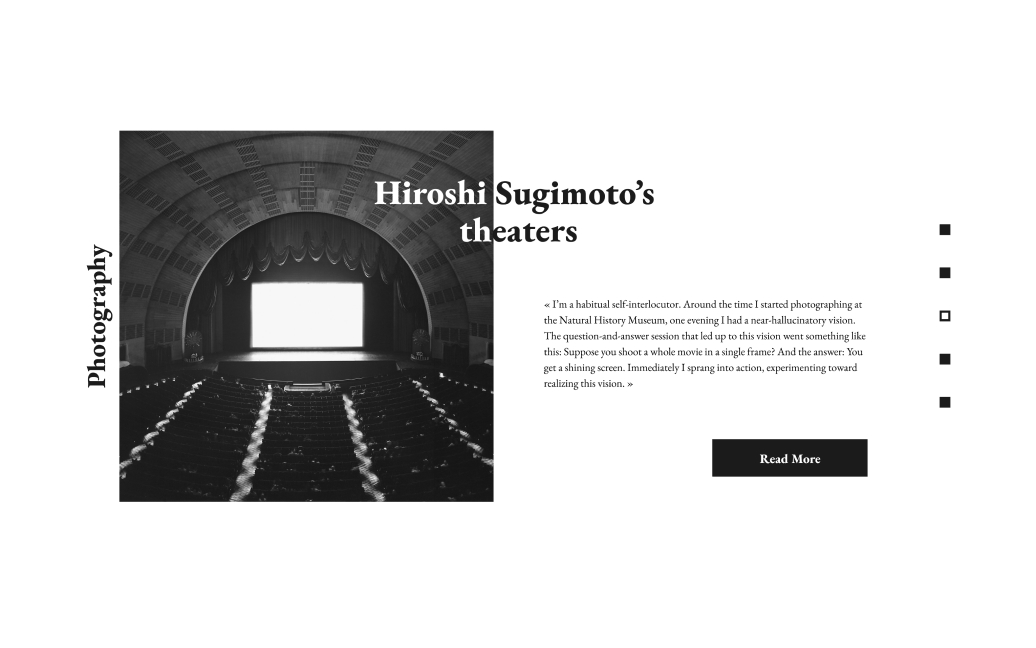 Photography
Hiroshi Sugimoto’s
theaters
« I’m a habitual self-interlocutor. Around the time I started photographing at
the Natural History Museum, one evening I had a near-hallucinatory vision.
The question-and-answer session that led up to this vision went something like
this: Suppose you shoot a whole movie in a single frame? And the answer: You
get a shining screen. Immediately I sprang into action, experimenting toward
realizing this vision. »
Read More